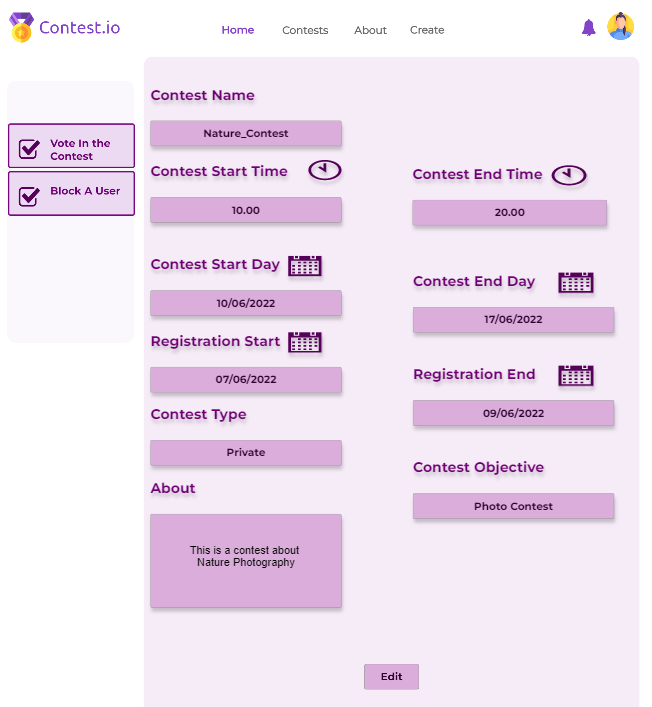 Contest.io
Home
Contests
About
Create
Vote In the
Contest
Block A User
Contest Name
Nature_Contest
Contest Start Time
10.00
Contest End Time
20.00
Contest Start Day
10/06/2022
Contest End Day
17/06/2022
Registration Start
07/06/2022
Registration End
09/06/2022
Contest Type
Private
Contest Objective
Photo Contest
About
This is a contest about
Nature Photography
Edit